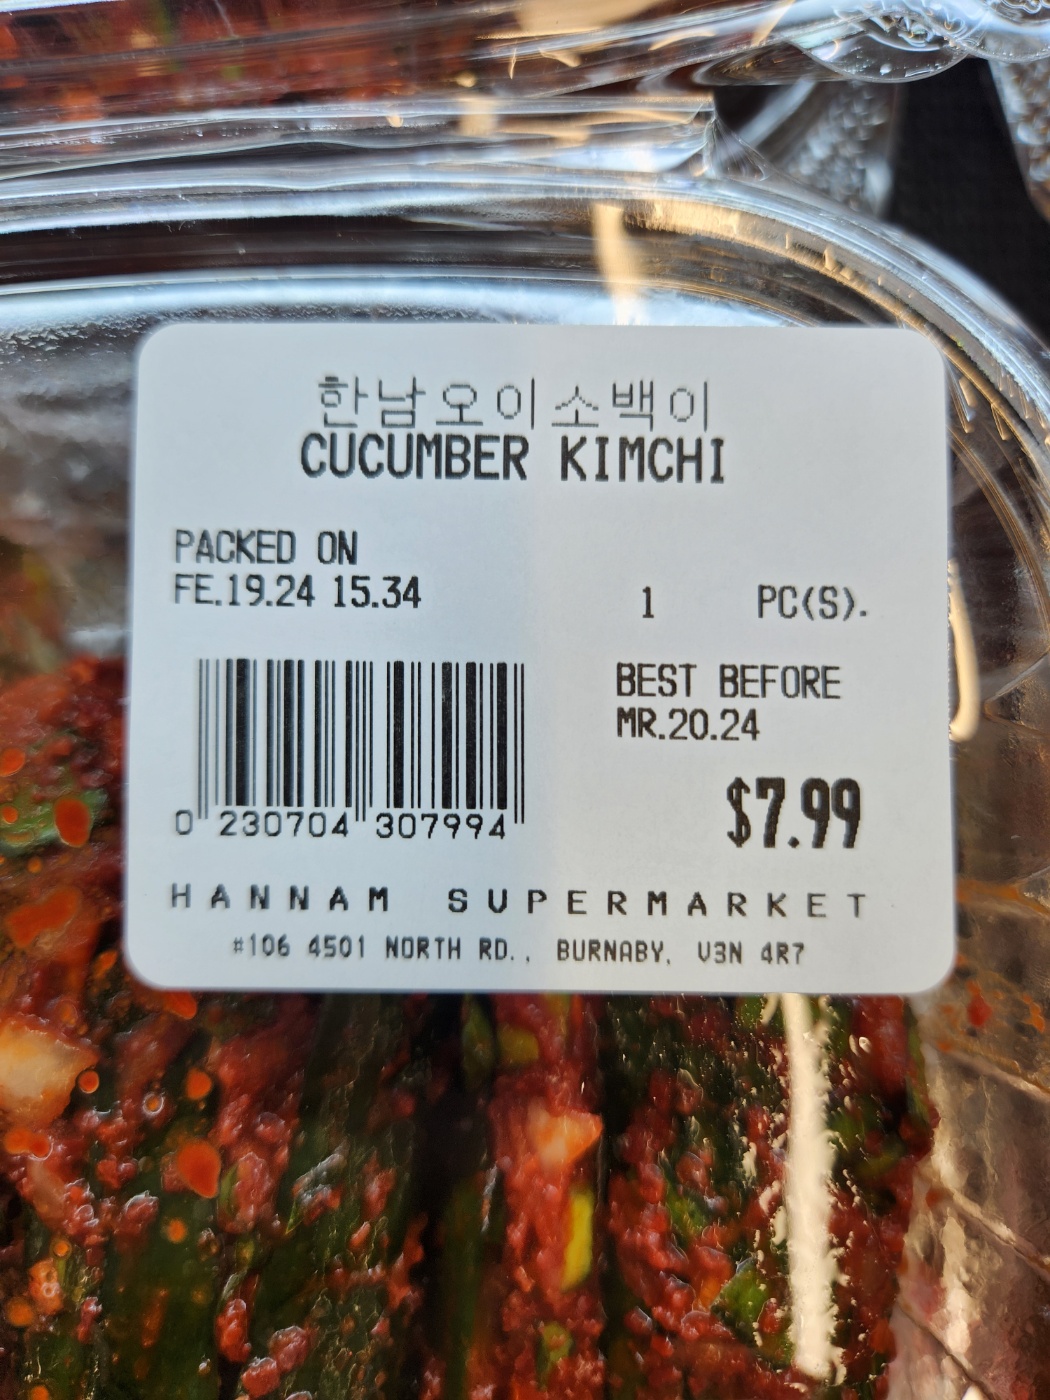 한남오이소백이
CUCUMBER KIMCHI
PACKED ON
FE.19.24 15.34
1 PC(S).
BEST BEFORE
MR.20.24
0 230704 307994
$7.99
HANNAM SUPERMARKET
#106 4501 NORTH RD., BURNABY, V3N 4R7